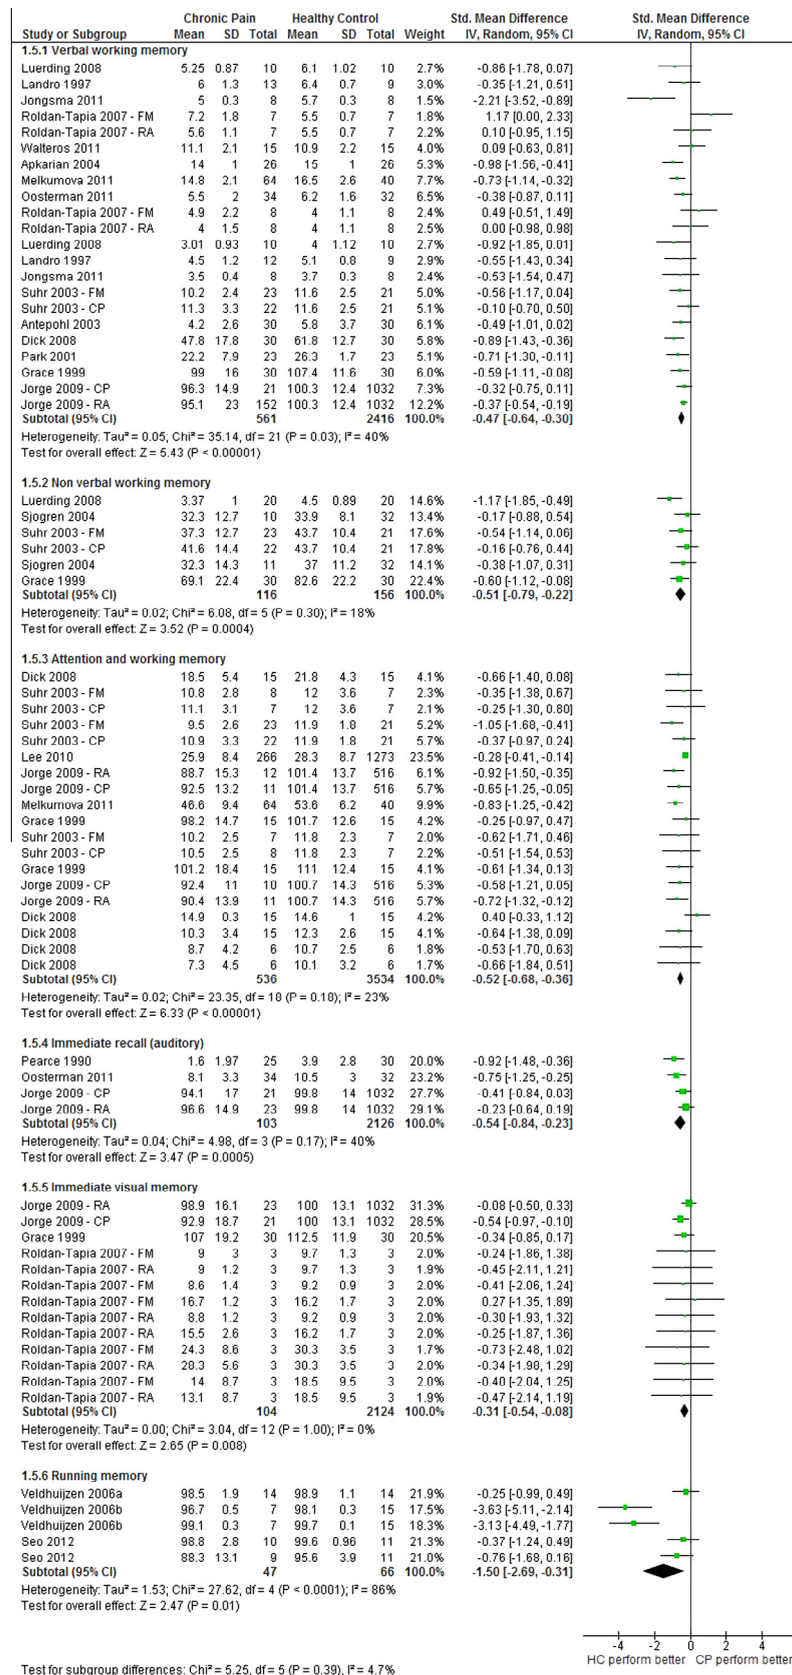 Chronic Pain Healthy Control Std. Mean Difference Std. Mean Difference
Study or Subgroup Mean SD Total Mean SD Total Weight IV, Random, 95% CI IV, Random, 95% CI
1.5.1 Verbal working memory
Luerding 2008 5.25 0.87 10 6.1 1.02 10 2.7% -0.86 [-1.78, 0.07]
Landro 1997 6 1.3 13 6.4 0.7 9 3.0% -0.35 [-1.21, 0.51]
Jongsma 2011 5 0.3 8 5.7 0.3 8 1.5% -2.21 [-3.52, -0.89]
Roldan-Tapia 2007 - FM 7.2 1.8 7 5.5 0.7 7 1.8% 1.17 [0.00, 2.33]
Roldan-Tapia 2007 - RA 5.6 1.1 7 5.5 0.7 7 2.2% 0.10 [-0.95, 1.15]
Walteros 2011 11.1 2.1 15 10.9 2.2 15 4.0% 0.09 [-0.63, 0.81]
Apkarian 2004 14 1 26 15 1 26 5.3% -0.98 [-1.56, -0.41]
Melkumova 2011 14.8 2.1 64 16.5 2.6 40 7.7% -0.73 [-1.14, -0.32]
Oosterman 2011 5.5 2 34 6.2 1.6 32 6.5% -0.38 [-0.87, 0.11]
Roldan-Tapia 2007 - FM 4.9 2.2 8 4 1.1 8 2.4% 0.49 [-0.51, 1.49]
Roldan-Tapia 2007 - RA 4 1.5 8 4 1.1 8 2.5% 0.00 [-0.98, 0.98]
Luerding 2008 3.01 0.93 10 4 1.12 10 2.7% -0.92 [-1.85, 0.01]
Landro 1997 4.5 1.2 12 5.1 0.8 9 2.9% -0.55 [-1.43, 0.34]
Jongsma 2011 3.5 0.4 8 3.7 0.3 8 2.4% -0.53 [-1.54, 0.47]
Suhr 2003 - FM 10.2 2.4 23 11.6 2.5 21 5.0% -0.56 [-1.17, 0.04]
Suhr 2003 - CP 11.3 3.3 22 11.6 2.5 21 5.1% -0.10 [-0.70, 0.50]
Antepohl 2003 4.2 2.6 30 5.8 3.7 30 6.1% -0.49 [-1.01, 0.02]
Dick 2008 47.8 17.8 30 61.8 12.7 30 5.8% -0.89 [-1.43, -0.36]
Park 2001 22.2 7.9 23 26.3 1.7 23 5.1% -0.71 [-1.30, -0.11]
Grace 1999 99 16 30 107.4 11.6 30 6.0% -0.59 [-1.11, -0.08]
Jorge 2009 - CP 96.3 14.9 21 100.3 12.4 1032 7.3% -0.32 [-0.75, 0.11]
Jorge 2009 - RA 95.1 23 152 100.3 12.4 1032 12.2% -0.37 [-0.54, -0.19]
Subtotal (95% CI) 561 2416 100.0% -0.47 [-0.64, -0.30]
Heterogeneity: Tau² = 0.05; Chi² = 35.14, df = 21 (P = 0.03); I² = 40%
Test for overall effect: Z = 5.43 (P < 0.00001)
1.5.2 Non verbal working memory
Luerding 2008 3.37 1 20 4.5 0.89 20 14.6% -1.17 [-1.85, -0.49]
Sjogren 2004 32.3 12.7 10 33.9 8.1 32 13.4% -0.17 [-0.88, 0.54]
Suhr 2003 - FM 37.3 12.7 23 43.7 10.4 21 17.6% -0.54 [-1.14, 0.06]
Suhr 2003 - CP 41.6 14.4 22 43.7 10.4 21 17.8% -0.16 [-0.76, 0.44]
Sjogren 2004 32.3 14.3 11 37 11.2 32 14.1% -0.38 [-1.07, 0.31]
Grace 1999 69.1 22.4 30 82.6 22.2 30 22.4% -0.60 [-1.12, -0.08]
Subtotal (95% CI) 116 156 100.0% -0.51 [-0.79, -0.22]
Heterogeneity: Tau² = 0.02; Chi² = 6.08, df = 5 (P = 0.30); I² = 18%
Test for overall effect: Z = 3.52 (P = 0.0004)
1.5.3 Attention and working memory
Dick 2008 18.5 5.4 15 21.8 4.3 15 4.1% -0.66 [-1.40, 0.08]
Suhr 2003 - FM 10.8 2.8 8 12 3.6 7 2.3% -0.35 [-1.38, 0.67]
Suhr 2003 - CP 11.1 3.1 7 12 3.6 7 2.2% -0.25 [-1.30, 0.80]
Suhr 2003 - FM 9.5 2.6 23 11.9 1.8 21 5.2% -1.05 [-1.68, -0.41]
Suhr 2003 - CP 10.9 3.3 22 11.9 1.8 21 5.7% -0.37 [-0.97, 0.24]
Lee 2010 25.9 8.4 266 28.3 8.7 1273 23.5% -0.28 [-0.41, -0.14]
Jorge 2009 - RA 88.7 15.3 12 101.4 13.7 516 6.1% -0.92 [-1.50, -0.35]
Jorge 2009 - CP 92.5 13.2 11 101.4 13.7 516 5.7% -0.65 [-1.25, -0.05]
Melkumova 2011 46.6 9.4 64 53.6 6.2 40 9.9% -0.83 [-1.25, -0.42]
Grace 1999 98.2 14.7 15 101.7 12.6 15 4.2% -0.25 [-0.97, 0.47]
Suhr 2003 - FM 10.2 2.5 7 11.8 2.3 7 2.0% -0.62 [-1.71, 0.46]
Suhr 2003 - CP 10.5 2.5 8 11.8 2.3 7 2.2% -0.51 [-1.54, 0.53]
Grace 1999 101.2 18.4 15 111 12.4 15 4.1% -0.61 [-1.34, 0.13]
Jorge 2009 - CP 92.4 11 10 100.7 14.3 516 5.3% -0.58 [-1.21, 0.05]
Jorge 2009 - RA 90.4 13.9 11 100.7 14.3 516 5.7% -0.72 [-1.32, -0.12]
Dick 2008 14.9 0.3 15 14.6 1 15 4.2% 0.40 [-0.33, 1.12]
Dick 2008 10.3 3.4 15 12.3 2.6 15 4.1% -0.64 [-1.38, 0.09]
Dick 2008 8.7 4.2 6 10.7 2.5 6 1.8% -0.53 [-1.70, 0.63]
Dick 2008 7.3 4.5 6 10.1 3.2 6 1.7% -0.66 [-1.84, 0.51]
Subtotal (95% CI) 536 3534 100.0% -0.52 [-0.68, -0.36]
Heterogeneity: Tau² = 0.02; Chi² = 23.35, df = 18 (P = 0.18); I² = 23%
Test for overall effect: Z = 6.33 (P < 0.00001)
1.5.4 Immediate recall (auditory)
Pearce 1990 1.6 1.97 25 3.9 2.8 30 20.0% -0.92 [-1.48, -0.36]
Oosterman 2011 8.1 3.3 34 10.5 3 32 23.2% -0.75 [-1.25, -0.25]
Jorge 2009 - CP 94.1 17 21 99.8 14 1032 27.7% -0.41 [-0.84, 0.03]
Jorge 2009 - RA 96.6 14.9 23 99.8 14 1032 29.1% -0.23 [-0.64, 0.19]
Subtotal (95% CI) 103 2126 100.0% -0.54 [-0.84, -0.23]
Heterogeneity: Tau² = 0.04; Chi² = 4.98, df = 3 (P = 0.17); I² = 40%
Test for overall effect: Z = 3.47 (P = 0.0005)
1.5.5 Immediate visual memory
Jorge 2009 - RA 98.9 16.1 23 100 13.1 1032 31.3% -0.08 [-0.50, 0.33]
Jorge 2009 - CP 92.9 18.7 21 100 13.1 1032 28.5% -0.54 [-0.97, -0.10]
Grace 1999 107 19.2 30 112.5 11.9 30 20.5% -0.34 [-0.85, 0.17]
Roldan-Tapia 2007 - FM 9 3 3 9.7 1.3 3 2.0% -0.24 [-1.86, 1.38]
Roldan-Tapia 2007 - RA 9 1.2 3 9.7 1.3 3 2.0% -0.45 [-2.11, 1.21]
Roldan-Tapia 2007 - FM 8.6 1.4 3 9.2 0.9 3 2.0% -0.41 [-2.06, 1.24]
Roldan-Tapia 2007 - FM 16.7 1.2 3 16.2 1.7 3 2.0% 0.27 [-1.35, 1.89]
Roldan-Tapia 2007 - RA 8.8 1.2 3 9.2 0.9 3 2.0% -0.30 [-1.93, 1.32]
Roldan-Tapia 2007 - RA 15.5 2.6 3 16.2 1.7 3 2.0% -0.25 [-1.87, 1.36]
Roldan-Tapia 2007 - FM 24.3 8.6 3 30.3 3.5 3 1.7% -0.73 [-2.48, 1.02]
Roldan-Tapia 2007 - RA 28.3 5.6 3 30.3 3.5 3 2.0% -0.34 [-1.98, 1.29]
Roldan-Tapia 2007 - FM 14 8.7 3 18.5 9.5 3 2.0% -0.40 [-2.04, 1.25]
Roldan-Tapia 2007 - RA 13.1 8.7 3 18.5 9.5 3 1.9% -0.47 [-2.14, 1.19]
Subtotal (95% CI) 104 2124 100.0% -0.31 [-0.54, -0.08]
Heterogeneity: Tau² = 0.00; Chi² = 3.04, df = 12 (P = 1.00); I² = 0%
Test for overall effect: Z = 2.65 (P = 0.008)
1.5.6 Running memory
Veldhuijzen 2006a 98.5 1.9 14 98.9 1.1 14 21.9% -0.25 [-0.99, 0.49]
Veldhuijzen 2006b 96.7 0.5 7 98.1 0.3 15 17.5% -3.63 [-5.11, -2.14]
Veldhuijzen 2006b 99.1 0.3 7 99.7 0.1 15 18.3% -3.13 [-4.49, -1.77]
Seo 2012 98.8 2.8 10 99.6 0.96 11 21.4% -0.37 [-1.24, 0.49]
Seo 2012 88.3 13.1 9 95.6 3.9 11 21.0% -0.76 [-1.68, 0.16]
Subtotal (95% CI) 47 66 100.0% -1.50 [-2.69, -0.31]
Heterogeneity: Tau² = 1.53; Chi² = 27.62, df = 4 (P < 0.0001); I² = 86%
Test for overall effect: Z = 2.47 (P = 0.01)
-4 -2 0 2 4
HC perform better CP perform better
Test for subgroup differences: Chi² = 5.25, df = 5 (P = 0.39), I² = 4.7%